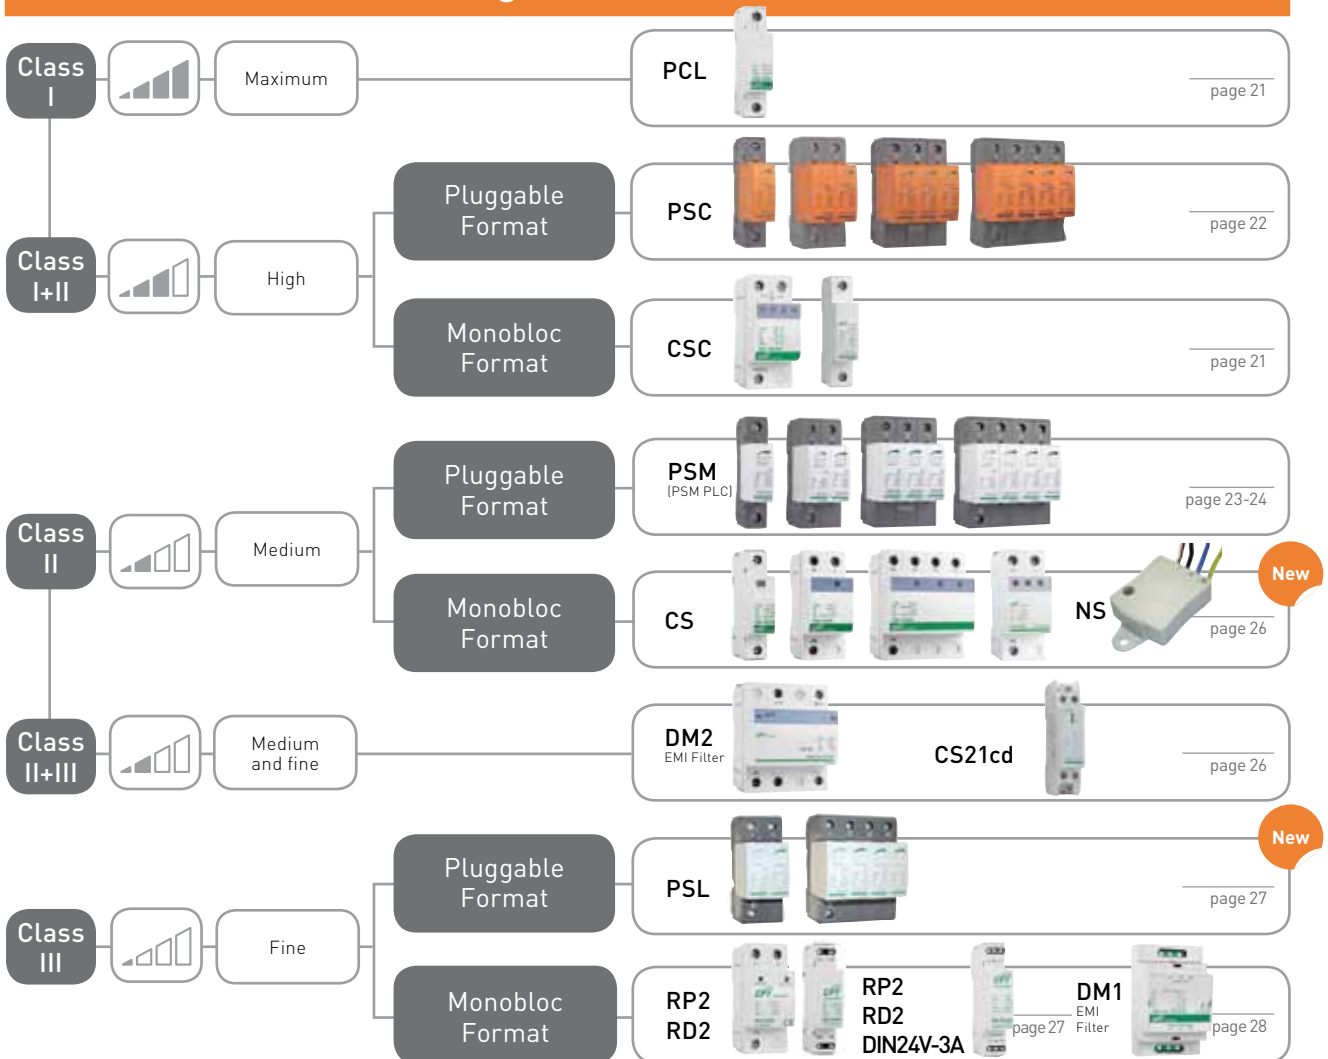 Class
I
Maximum
PCL
page 21
Class
I+II
High
Pluggable
Format
PSC
page 22
Monobloc
Format
CSC
page 21
Class
II
Medium
Pluggable
Format
PSM
(PSM PLC)
page 23-24
Monobloc
Format
CS
NS
New
page 26
Class
II+III
Medium
and fine
DM2
EMI Filter
CS21cd
page 26
Class
III
Fine
Pluggable
Format
PSL
New
page 27
Monobloc
Format
RP2
RD2
RP2
RD2
DIN24V-3A
page 27
DM1
EMI
Filter
page 28